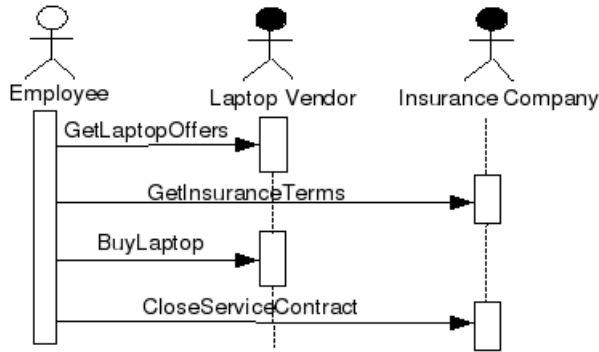 Employee
Laptop Vendor
Insurance Company
GetLaptopOffers
GetInsuranceTerms
BuyLaptop
CloseServiceContract